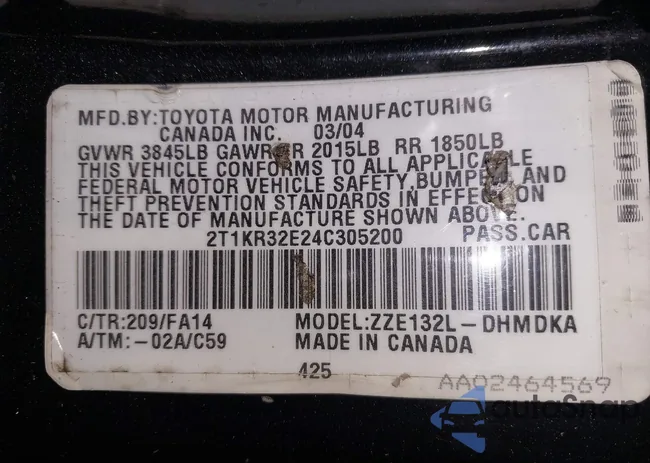 MFD.BY:TOYOTA MOTOR MANUFACTURING
CANADA INC. 03/04
GVWR 3845LB GAWR R 2015LB RR 1850LB
THIS VEHICLE CONFORMS TO ALL APPLICABLE
FEDERAL MOTOR VEHICLE SAFETY,BUMPER, AND
THEFT PREVENTION STANDARDS IN EFFECT ON
THE DATE OF MANUFACTURE SHOWN ABOVE.
2T1KR32E24C305200 PASS.CAR
C/TR:209/FA14 MODEL:ZZE132L-DHMDKA
A/TM:-02A/C59 MADE IN CANADA
425
AA02464569
autoSnap